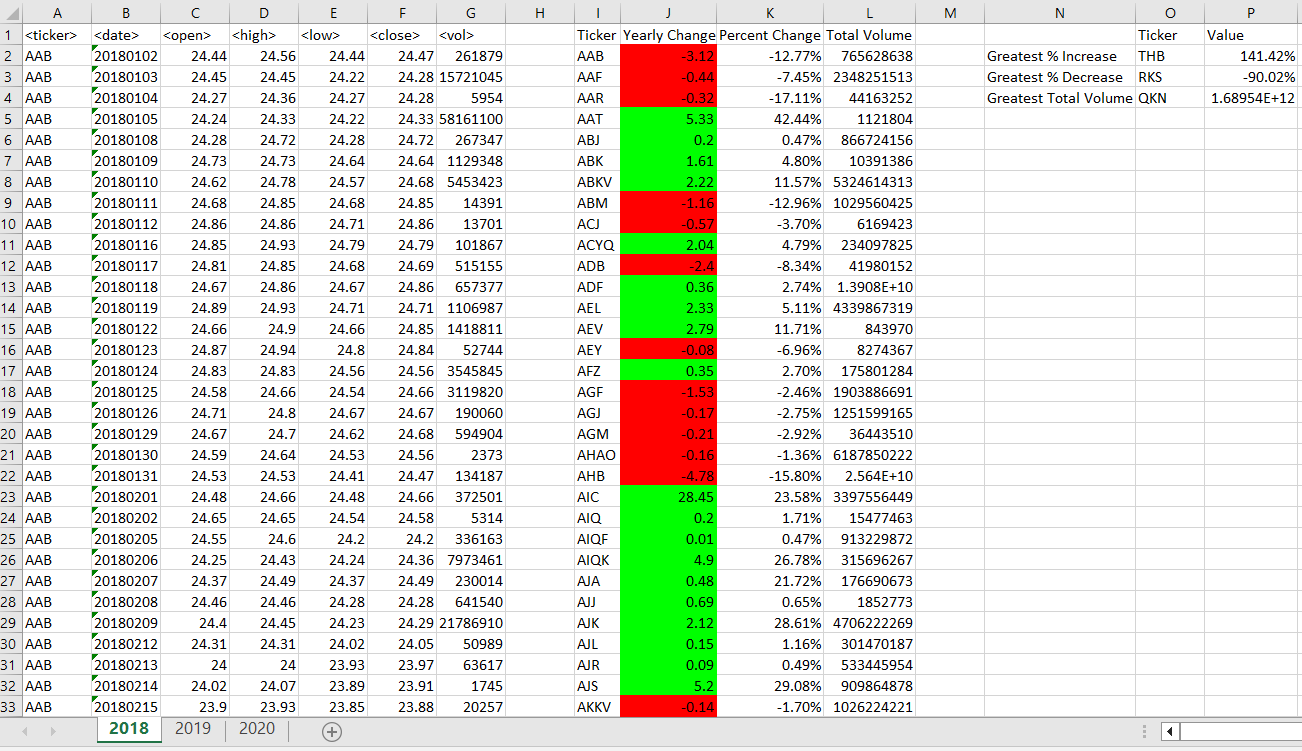 A B C D E F G H I J K L M N O P
1 <ticker> <date> <open> <high> <low> <close> <vol> Ticker Yearly Change Percent Change Total Volume Ticker Value
2 AAB 20180102 24.44 24.56 24.44 24.47 261879 AAB -3.12 -12.77% 765628638 Greatest % Increase THB 141.42%
3 AAB 20180103 24.45 24.45 24.22 24.28 15721045 AAF -0.44 -7.45% 2348251513 Greatest % Decrease RKS -90.02%
4 AAB 20180104 24.27 24.36 24.27 24.28 5954 AAR -0.32 -17.11% 44163252 Greatest Total Volume QKN 1.68954E+12
5 AAB 20180105 24.24 24.33 24.22 24.33 58161100 AAT 5.33 42.44% 1121804
6 AAB 20180108 24.28 24.72 24.28 24.72 267347 ABJ 0.2 0.47% 866724156
7 AAB 20180109 24.73 24.73 24.64 24.64 1129348 ABK 1.61 4.80% 10391386
8 AAB 20180110 24.62 24.78 24.57 24.68 5453423 ABKV 2.22 11.57% 5324614313
9 AAB 20180111 24.68 24.85 24.68 24.85 14391 ABM -1.16 -12.96% 1029560425
10 AAB 20180112 24.86 24.86 24.71 24.86 13701 ACJ -0.57 -3.70% 6169423
11 AAB 20180116 24.85 24.93 24.79 24.79 101867 ACYQ 2.04 4.79% 234097825
12 AAB 20180117 24.81 24.85 24.68 24.69 515155 ADB -2.4 -8.34% 41980152
13 AAB 20180118 24.67 24.86 24.67 24.86 657377 ADF 0.36 2.74% 1.3908E+10
14 AAB 20180119 24.89 24.93 24.71 24.71 1106987 AEL 2.33 5.11% 4339867319
15 AAB 20180122 24.66 24.9 24.66 24.85 1418811 AEV 2.79 11.71% 843970
16 AAB 20180123 24.87 24.94 24.8 24.84 52744 AEY -0.08 -6.96% 8274367
17 AAB 20180124 24.83 24.83 24.56 24.56 3545845 AFZ 0.35 2.70% 175801284
18 AAB 20180125 24.58 24.66 24.54 24.66 3119820 AGF -1.53 -2.46% 1903886691
19 AAB 20180126 24.71 24.8 24.67 24.67 190060 AGJ -0.17 -2.75% 1251599165
20 AAB 20180129 24.67 24.7 24.62 24.68 594904 AGM -0.21 -2.92% 36443510
21 AAB 20180130 24.59 24.64 24.53 24.56 2373 AHAO -0.16 -1.36% 6187850222
22 AAB 20180131 24.53 24.53 24.41 24.47 134187 AHB -4.78 -15.80% 2.564E+10
23 AAB 20180201 24.48 24.66 24.48 24.66 372501 AIC 28.45 23.58% 3397556449
24 AAB 20180202 24.65 24.65 24.54 24.58 5314 AIQ 0.2 1.71% 15477463
25 AAB 20180205 24.55 24.6 24.2 24.2 336163 AIQF 0.01 0.47% 913229872
26 AAB 20180206 24.25 24.43 24.24 24.36 7973461 AIQK 4.9 26.78% 315696267
27 AAB 20180207 24.37 24.49 24.37 24.49 230014 AJA 0.48 21.72% 176690673
28 AAB 20180208 24.46 24.46 24.28 24.28 641540 AJJ 0.69 0.65% 1852773
29 AAB 20180209 24.4 24.45 24.23 24.29 21786910 AJK 2.12 28.61% 4706222269
30 AAB 20180212 24.31 24.31 24.02 24.05 50989 AJL 0.15 1.16% 301470187
31 AAB 20180213 24 24 23.93 23.97 63617 AJR 0.09 0.49% 533445954
32 AAB 20180214 24.02 24.07 23.89 23.91 1745 AJS 5.2 29.08% 909864878
33 AAB 20180215 23.9 23.93 23.85 23.88 20257 AKKV -0.14 -1.70% 1026224221
2018 2019 2020